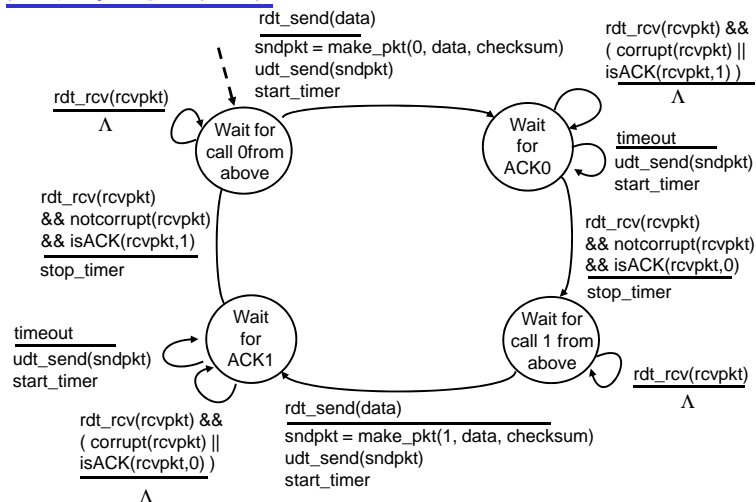 rdt_send(data)
sndpkt = make_pkt(0, data, checksum)
udt_send(sndpkt)
start_timer
rdt_rcv(rcvpkt) &&
( corrupt(rcvpkt) ||
isACK(rcvpkt,1) )
Λ
rdt_rcv(rcvpkt)
Λ
Wait for
call 0from
above
Wait
for
ACK0
timeout
udt_send(sndpkt)
start_timer
rdt_rcv(rcvpkt)
&& notcorrupt(rcvpkt)
&& isACK(rcvpkt,1)
stop_timer
rdt_rcv(rcvpkt)
&& notcorrupt(rcvpkt)
&& isACK(rcvpkt,0)
stop_timer
timeout
udt_send(sndpkt)
start_timer
Wait
for
ACK1
Wait for
call 1 from
above
rdt_rcv(rcvpkt)
Λ
rdt_rcv(rcvpkt) &&
( corrupt(rcvpkt) ||
isACK(rcvpkt,0) )
Λ
rdt_send(data)
sndpkt = make_pkt(1, data, checksum)
udt_send(sndpkt)
start_timer